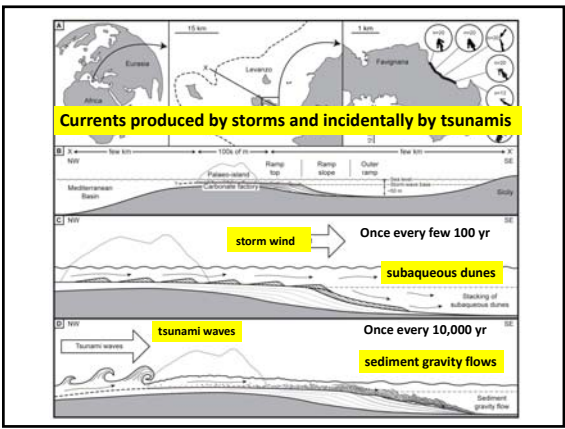 A
15 km
1 km
Eurasia
Africa
X
Levanzo
Favignana
n=20
n=20
n=20
Currents produced by storms and incidentally by tsunamis
B
X
few km
100s of m
few km
X'
NW
SE
Palaeo-island
Ramp top
Ramp slope
Outer ramp
Mediterranean Basin
Carbonate factory
Sea level
Storm wave base
Sicily
C
NW
SE
storm wind
Once every few 100 yr
subaqueous dunes
Stacking of subaqueous dunes
D
NW
SE
tsunami waves
Once every 10,000 yr
Tsunami waves
sediment gravity flows
Sediment gravity flow